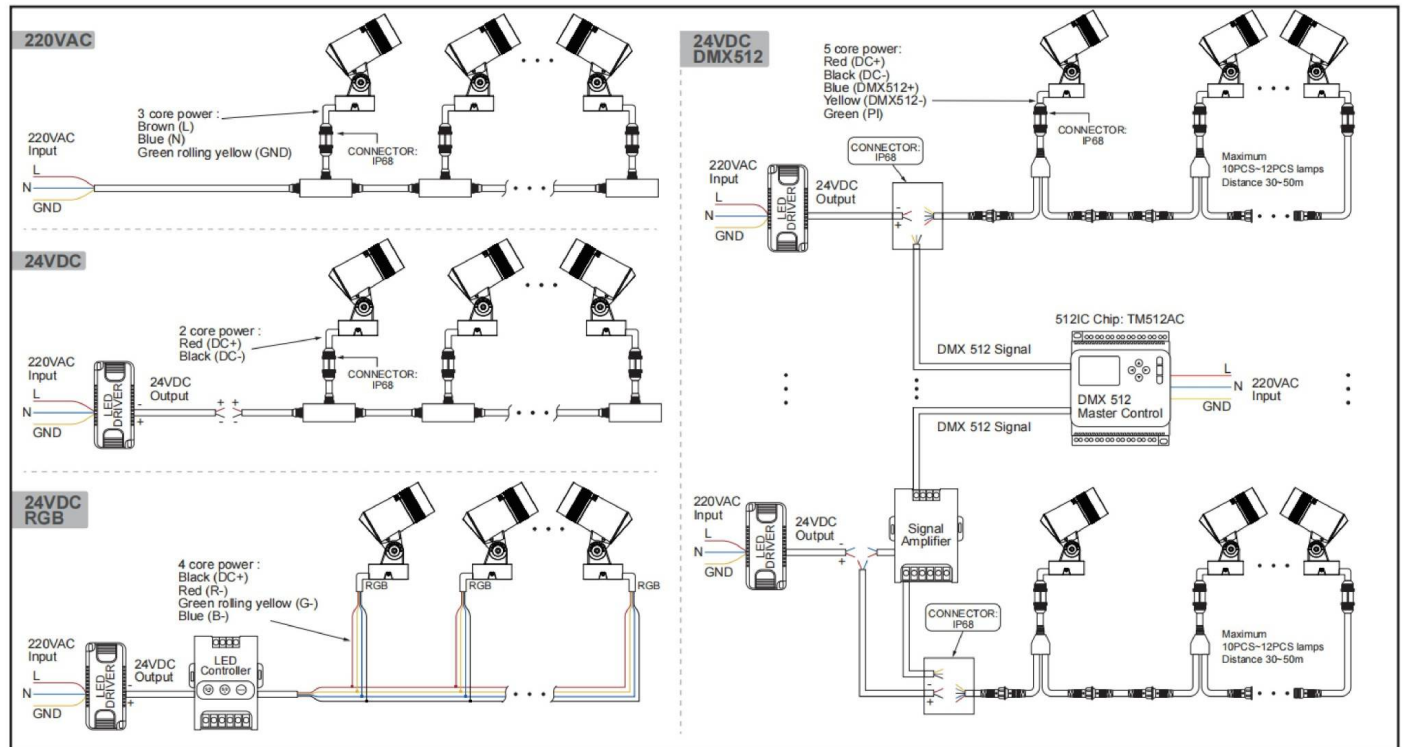 220VAC
3 core power :
Brown (L)
Blue (N)
Green rolling yellow (GND)
CONNECTOR:
IP68
220VAC
Input
L
N
GND
24VDC
2 core power :
Red (DC+)
Black (DC-)
CONNECTOR:
IP68
220VAC
Input
L
N
GND
LED
DRIVER
24VDC
Output
-
+
+ +
- -
24VDC
RGB
4 core power :
Black (DC+)
Red (R-)
Green rolling yellow (G-)
Blue (B-)
RGB
RGB
RGB
220VAC
Input
L
N
GND
LED
DRIVER
24VDC
Output
-
+
LED
Controller
24VDC
DMX512
5 core power:
Red (DC+)
Black (DC-)
Blue (DMX512+)
Yellow (DMX512-)
Green (PI)
CONNECTOR:
IP68
CONNECTOR:
IP68
220VAC
Input
L
N
GND
LED
DRIVER
24VDC
Output
-
+
Maximum
10PCS~12PCS lamps
Distance 30~50m
512IC Chip: TM512AC
DMX 512 Signal
DMX 512
Master Control
L
N
GND
220VAC
Input
DMX 512 Signal
220VAC
Input
L
N
GND
LED
DRIVER
24VDC
Output
-
+
Signal
Amplifier
CONNECTOR:
IP68
-
+
Maximum
10PCS~12PCS lamps
Distance 30~50m